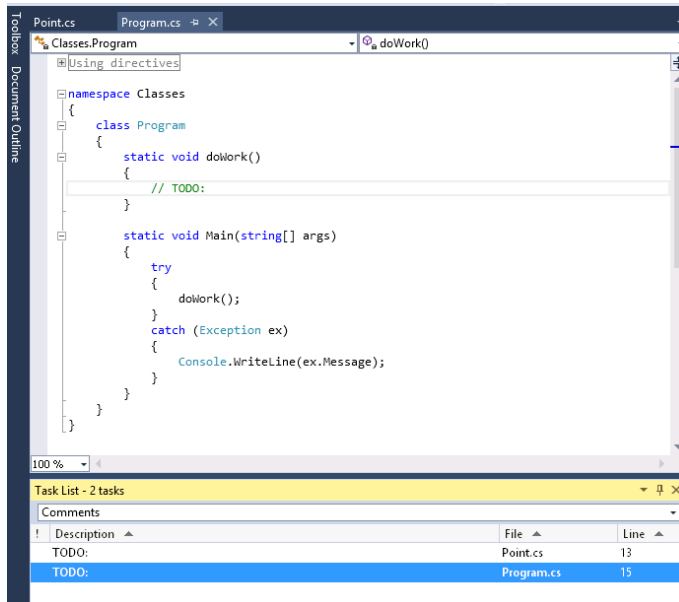 Toolbox
Document Outline
Point.cs Program.cs
Classes.Program doWork()
Using directives
namespace Classes
{
class Program
{
static void doWork()
{
// TODO:
}
static void Main(string[] args)
{
try
{
doWork();
}
catch (Exception ex)
{
Console.WriteLine(ex.Message);
}
}
}
}
100 %
Task List - 2 tasks
Comments
! Description File Line
TODO: Point.cs 13
TODO: Program.cs 15